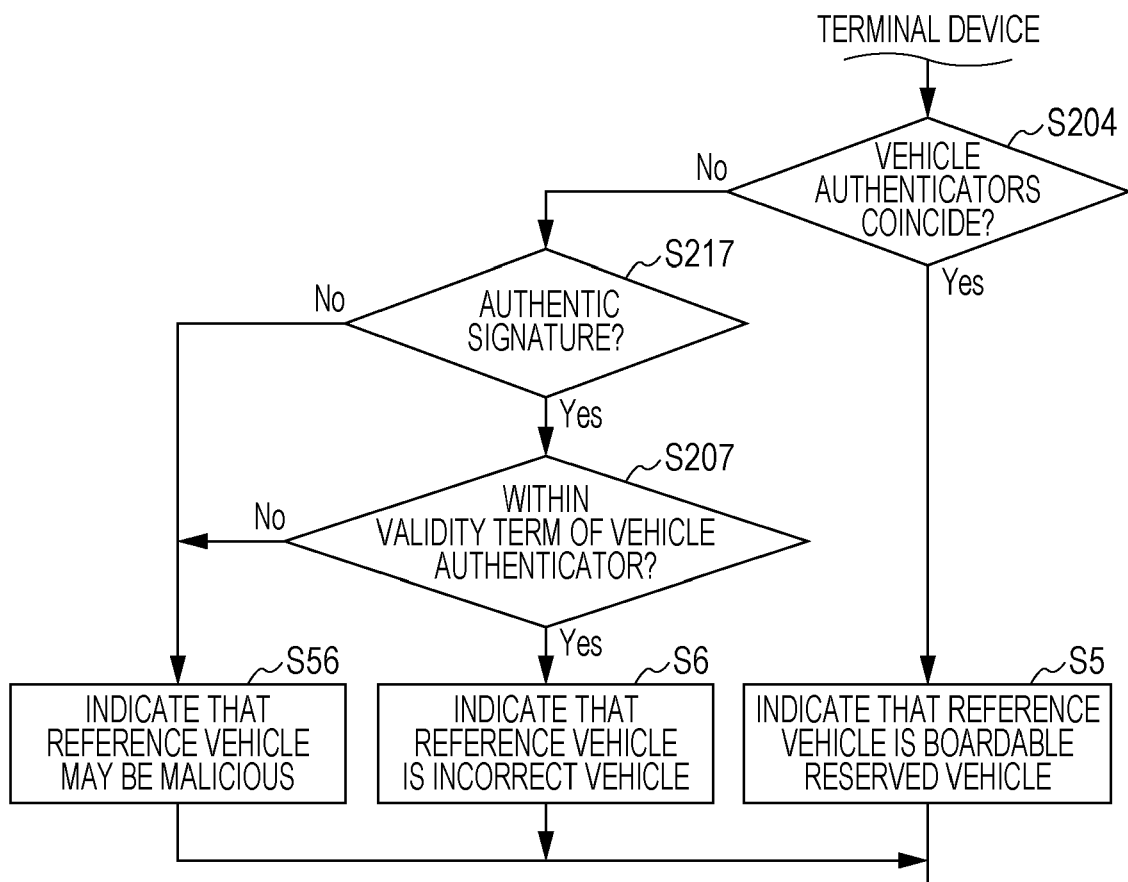 TERMINAL DEVICE
S204
VEHICLE
AUTHENTICATORS
COINCIDE?
No
Yes
S217
AUTHENTIC
SIGNATURE?
No
Yes
S207
WITHIN
VALIDITY TERM OF VEHICLE
AUTHENTICATOR?
No
Yes
S56
INDICATE THAT
REFERENCE VEHICLE
MAY BE MALICIOUS
S6
INDICATE THAT
REFERENCE VEHICLE
IS INCORRECT VEHICLE
S5
INDICATE THAT REFERENCE
VEHICLE IS BOARDABLE
RESERVED VEHICLE